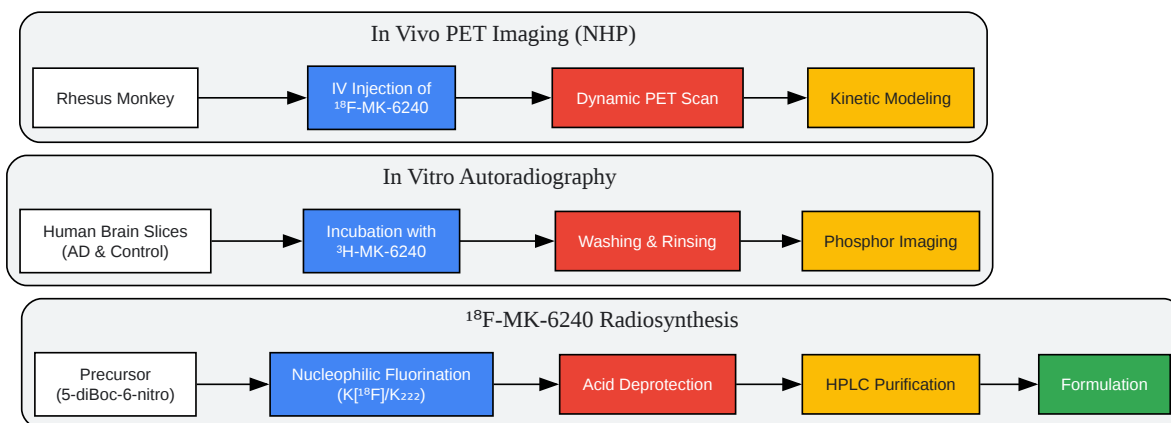 In Vivo PET Imaging (NHP)
Rhesus Monkey
IV Injection of
¹⁸F-MK-6240
Dynamic PET Scan
Kinetic Modeling
In Vitro Autoradiography
Human Brain Slices
(AD & Control)
Incubation with
³H-MK-6240
Washing & Rinsing
Phosphor Imaging
¹⁸F-MK-6240 Radiosynthesis
Precursor
(5-diBoc-6-nitro)
Nucleophilic Fluorination
(K[¹⁸F]/K₂₂₂)
Acid Deprotection
HPLC Purification
Formulation